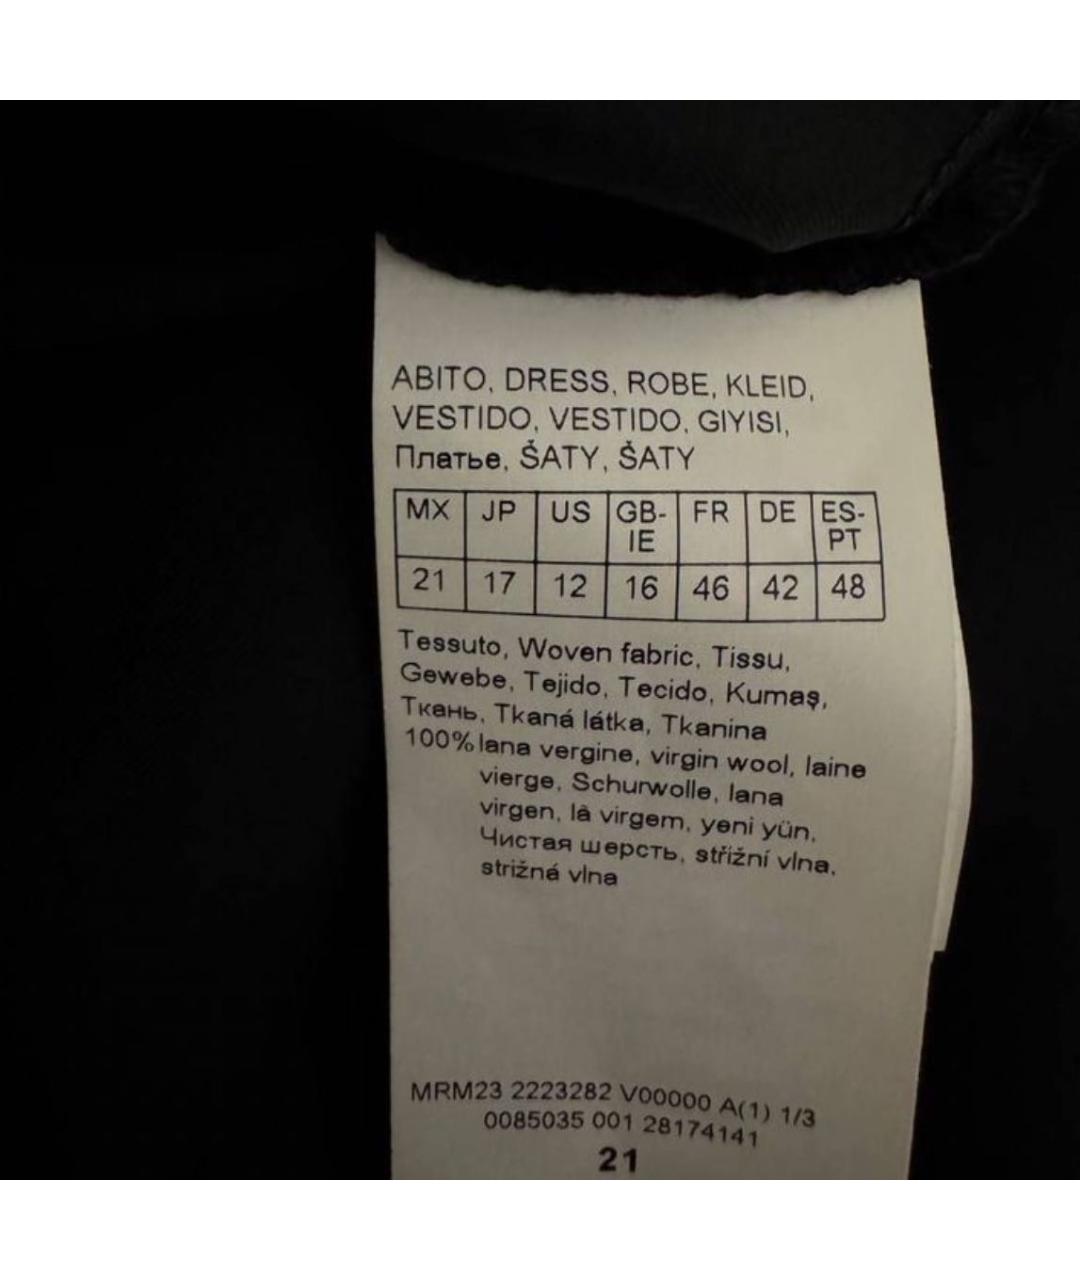 ABITO, DRESS, ROBE, KLEID,
VESTIDO, VESTIDO, GIYISI,
Платье, ŠATY, ŠATY
MX JP US GB-IE FR DE ES-PT
21 17 12 16 46 42 48
Tessuto, Woven fabric, Tissu,
Gewebe, Tejido, Tecido, Kumaş,
Ткань, Tkaná látka, Tkanina
100% lana vergine, virgin wool, laine
vierge, Schurwolle, lana
virgen, lã virgem, yeni yün,
Чистая шерсть, střižní vlna,
strižná vlna
MRM23 2223282 V00000 A(1) 1/3
0085035 001 28174141
21